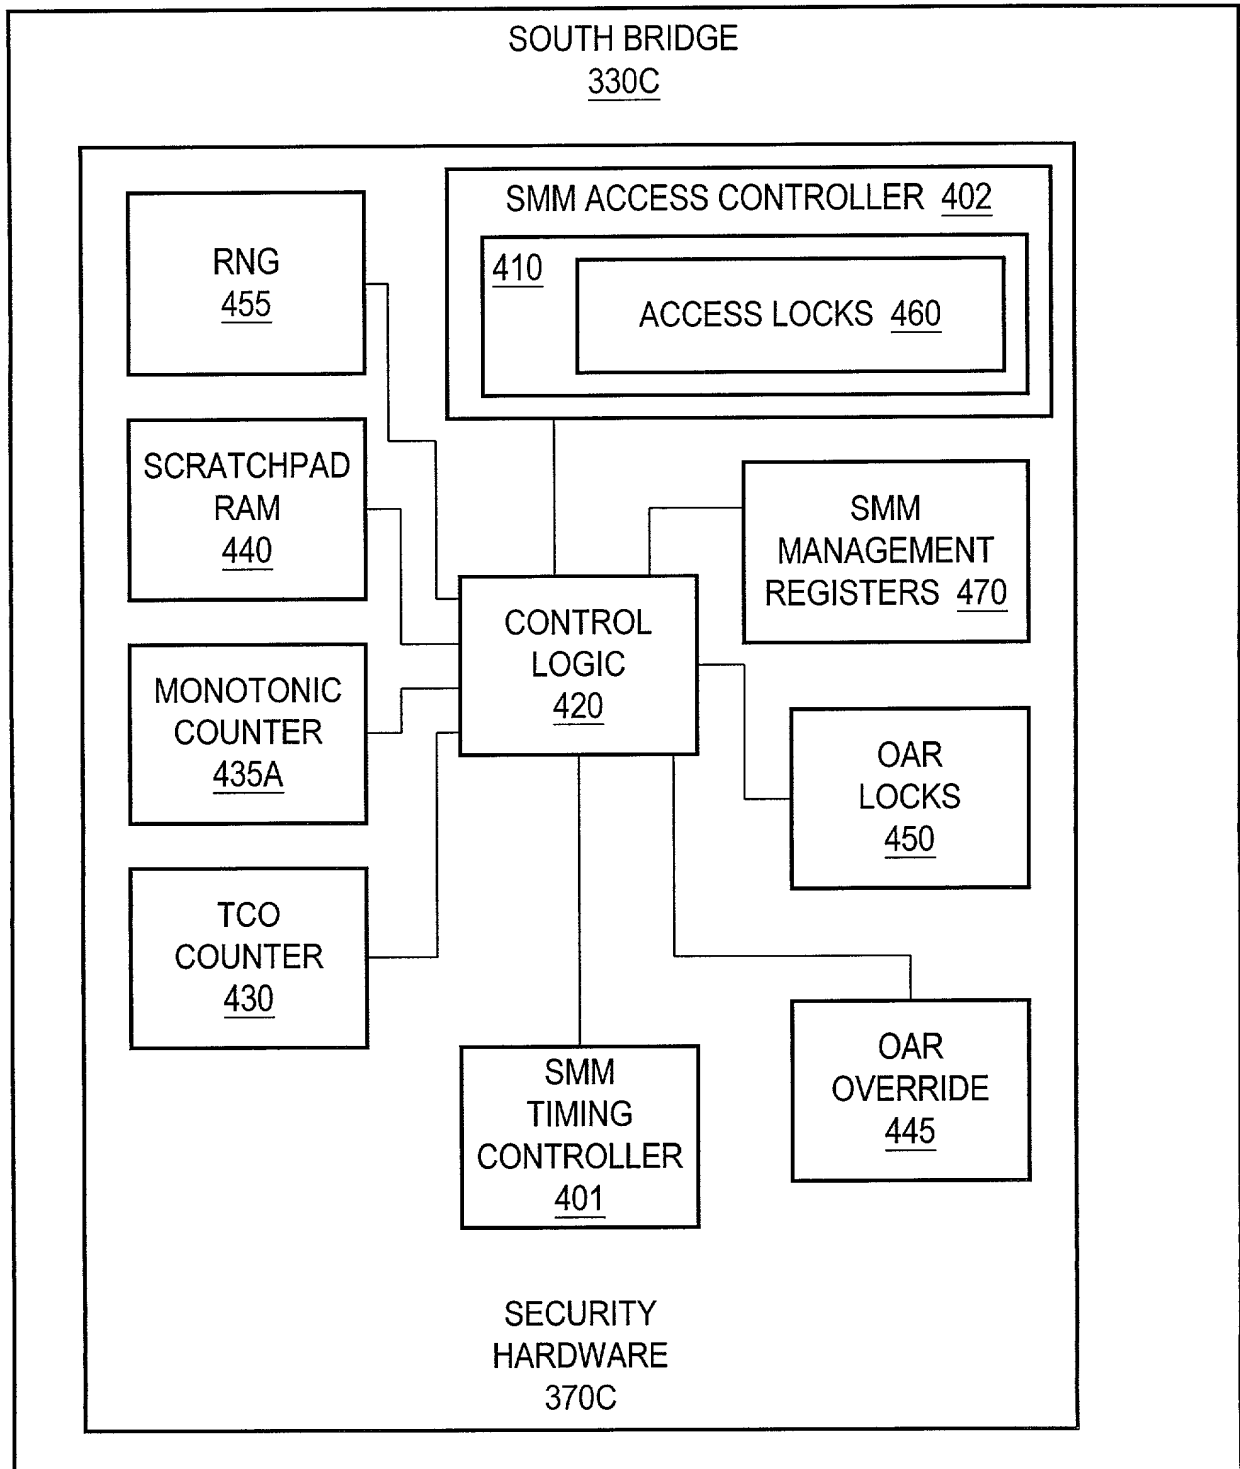 SOUTH BRIDGE
330C
RNG
455
SMM ACCESS CONTROLLER 402
410
ACCESS LOCKS 460
SCRATCHPAD
RAM
440
SMM
MANAGEMENT
REGISTERS 470
CONTROL
LOGIC
420
MONOTONIC
COUNTER
435A
OAR
LOCKS
450
TCO
COUNTER
430
SMM
TIMING
CONTROLLER
401
OAR
OVERRIDE
445
SECURITY
HARDWARE
370C